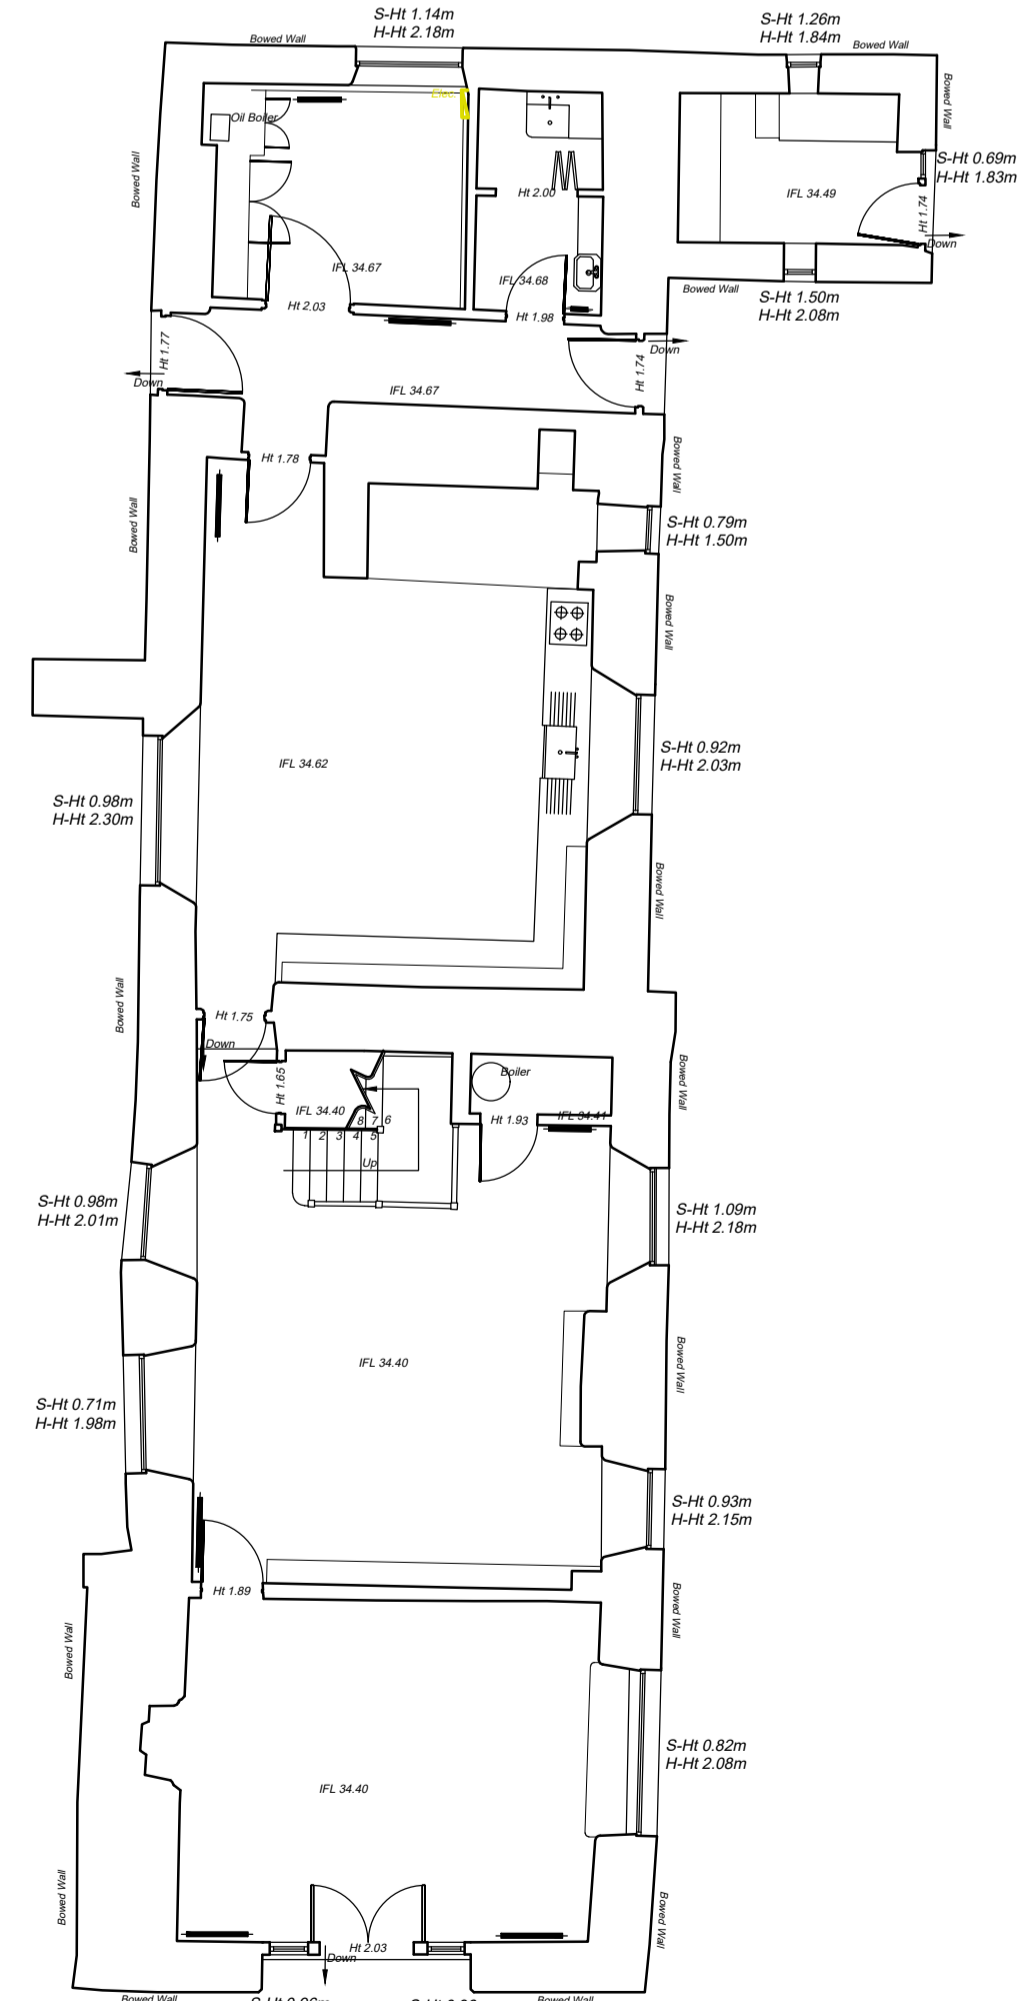 S-Ht 1.14m
H-Ht 2.18m
S-Ht 1.26m
H-Ht 1.84m
Bowed Wall
Bowed Wall
Bowed Wall
Elec
Oil Boiler
Bowed Wall
S-Ht 0.69m
H-Ht 1.83m
Ht 2.00
IFL 34.49
Ht 1.74
Down
IFL 34.67
IFL 34.68
Bowed Wall
S-Ht 1.50m
H-Ht 2.08m
Ht 2.03
Ht 1.98
Ht 1.77
Down
Down
Ht 1.74
IFL 34.67
Ht 1.78
Bowed Wall
Bowed Wall
S-Ht 0.79m
H-Ht 1.50m
Bowed Wall
IFL 34.62
S-Ht 0.92m
H-Ht 2.03m
S-Ht 0.98m
H-Ht 2.30m
Bowed Wall
Bowed Wall
Ht 1.75
Down
Ht 1.65
Boiler
Bowed Wall
IFL 34.40
Ht 1.93
IFL 34.41
8 7 6
1 2 3 4 5
Up
S-Ht 0.98m
H-Ht 2.01m
S-Ht 1.09m
H-Ht 2.18m
IFL 34.40
Bowed Wall
S-Ht 0.71m
H-Ht 1.98m
S-Ht 0.93m
H-Ht 2.15m
Ht 1.89
Bowed Wall
Bowed Wall
S-Ht 0.82m
H-Ht 2.08m
IFL 34.40
Bowed Wall
Bowed Wall
Ht 2.03
Down
Bowed Wall
Bowed Wall